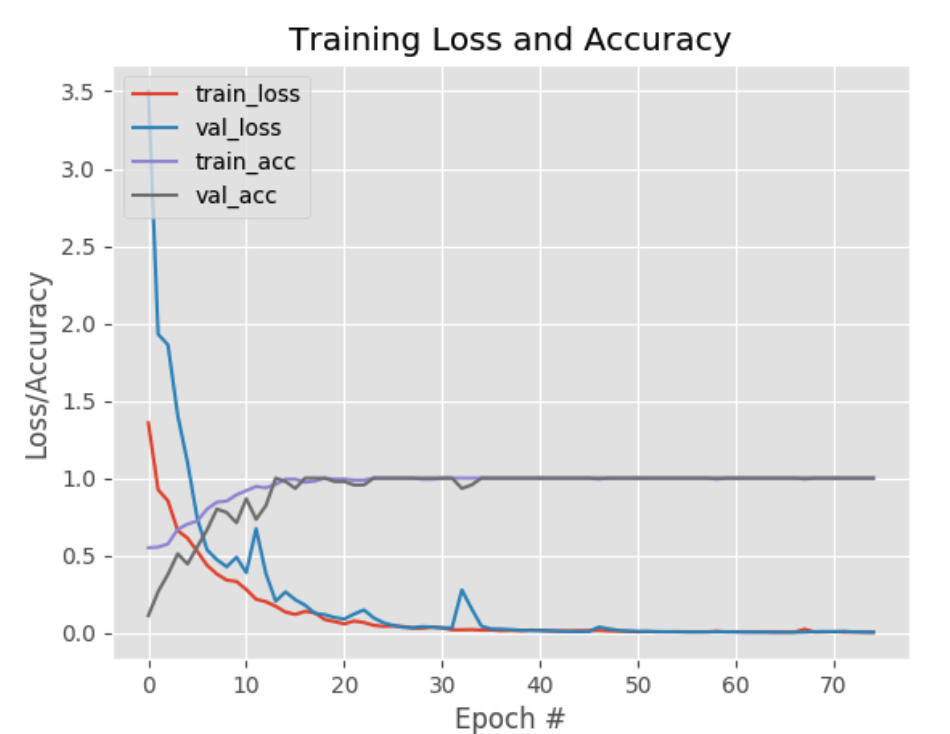 Training Loss and Accuracy
train_loss
val_loss
train_acc
val_acc
Loss/Accuracy
3.5
3.0
2.5
2.0
1.5
1.0
0.5
0.0
0 10 20 30 40 50 60 70
Epoch #